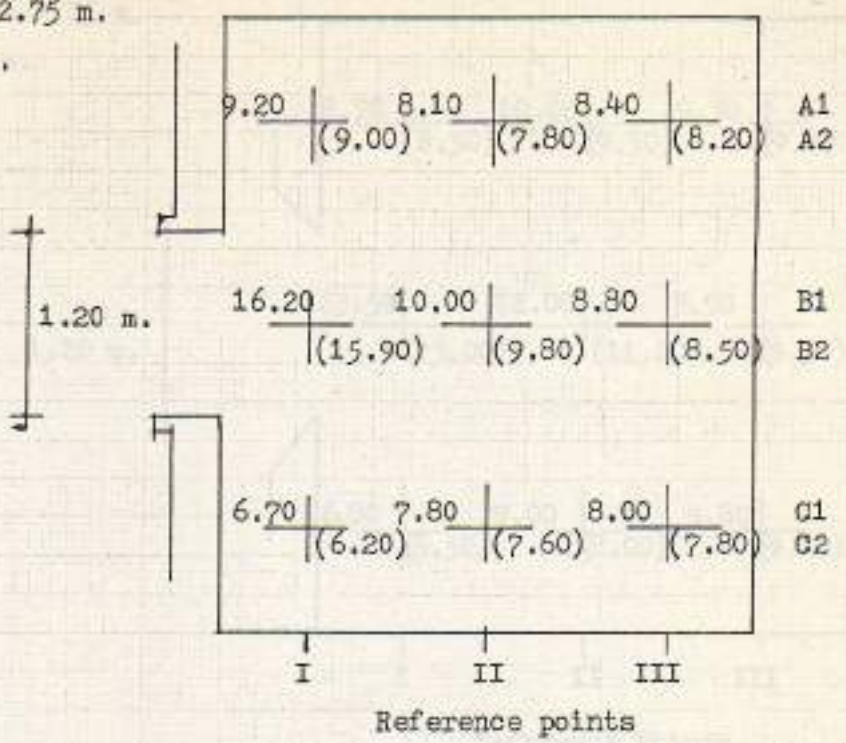 2.75 m.
9.20 8.10 8.40 A1
(9.00) (7.80) (8.20) A2
16.20 10.00 8.80 B1
1.20 m.
(15.90) (9.80) (8.50) B2
6.70 7.80 8.00 C1
(6.20) (7.60) (7.80) C2
I II III
Reference points